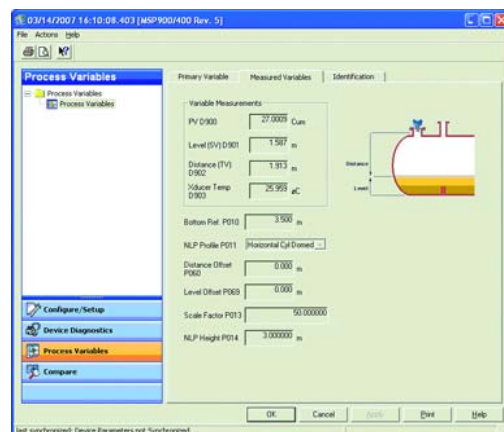 03/14/2007 16:10:08.403 [MSP900/400 Rev. 5]
File Actions Help
Process Variables
Process Variables
Process Variables
Configure/Setup
Device Diagnostics
Process Variables
Compare
Primary Variable Measured Variables Identification
Variable Measurements
PV D900 27.0009 Cum
Level (SV) D901 1.587 m
Distance (TV) D902 1.913 m
Xducer Temp D903 25.959 øC
Bottom Ref. P010 3.500 m
NLP Profile P011 Horizontal Cyl Domed
Distance Offset P060 0.000 m
Level Offset P069 0.000 m
Scale Factor P013 50.000000
NLP Height P014 3.000000 m
Distance
Level
OK Cancel Apply Print Help
last synchronized: Device Parameters not Synchronized.